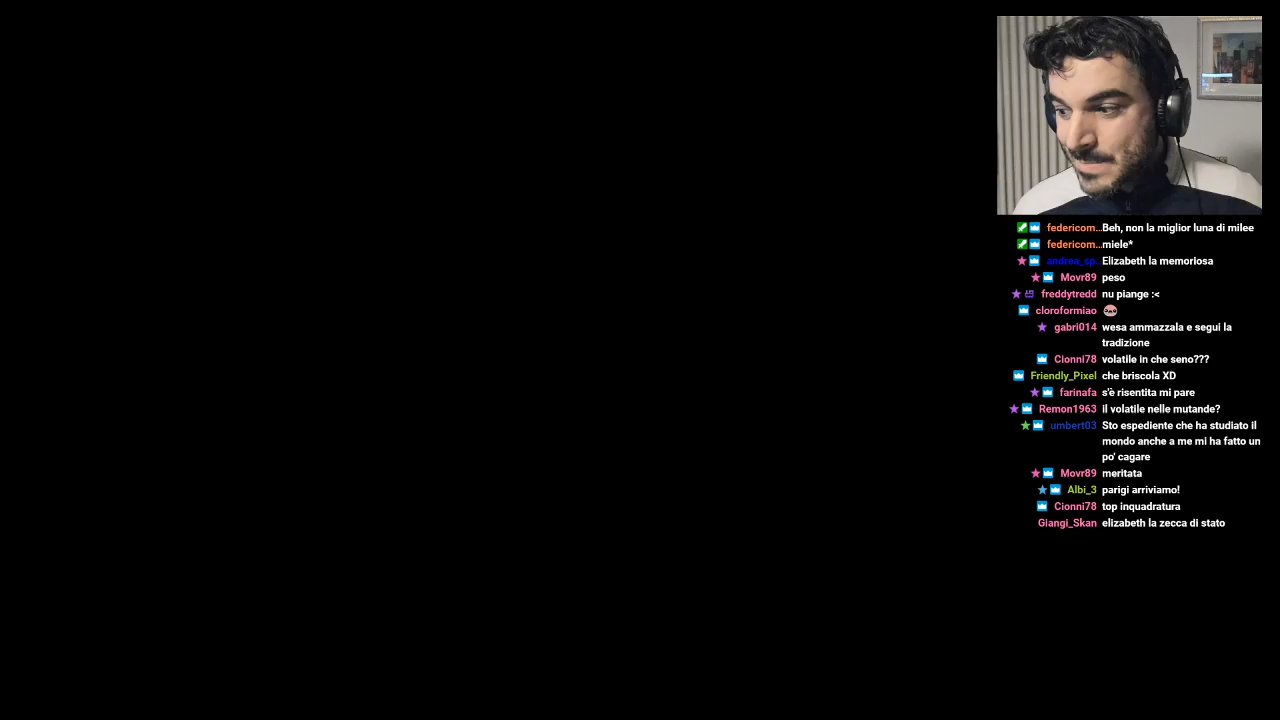 federicom… Beh, non la miglior luna di milee
federicom… miele*
andrea_sp… Elizabeth la memoriosa
Movr89 peso
freddytredd nu piange :<
cloroformiao
gabri014 wesa ammazzala e segui la
tradizione
Cionni78 volatile in che seno???
Friendly_Pixel che briscola XD
farinafa s'è risentita mi pare
Remon1963 il volatile nelle mutande?
umbert03 Sto espediente che ha studiato il
mondo anche a me mi ha fatto un
po' cagare
Movr89 meritata
Albi_3 parigi arriviamo!
Cionni78 top inquadratura
Giangi_Skan elizabeth la zecca di stato